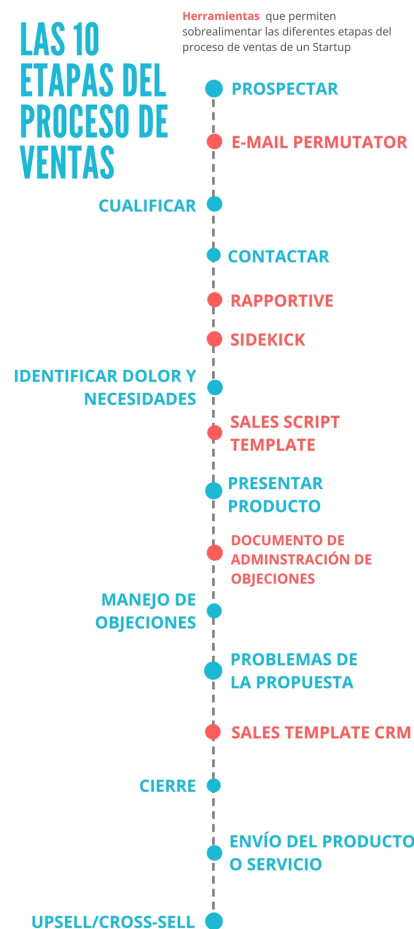 LAS 10
ETAPAS DEL
PROCESO DE
VENTAS
Herramientas que permiten
sobrealimentar las diferentes etapas del
proceso de ventas de un Startup
PROSPECTAR
E-MAIL PERMUTATOR
CUALIFICAR
CONTACTAR
RAPPORTIVE
SIDEKICK
IDENTIFICAR DOLOR Y
NECESIDADES
SALES SCRIPT
TEMPLATE
PRESENTAR
PRODUCTO
DOCUMENTO DE
ADMINSTRACIÓN DE
OBJECIONES
MANEJO DE
OBJECIONES
PROBLEMAS DE
LA PROPUESTA
SALES TEMPLATE CRM
CIERRE
ENVÍO DEL PRODUCTO
O SERVICIO
UPSELL/CROSS-SELL